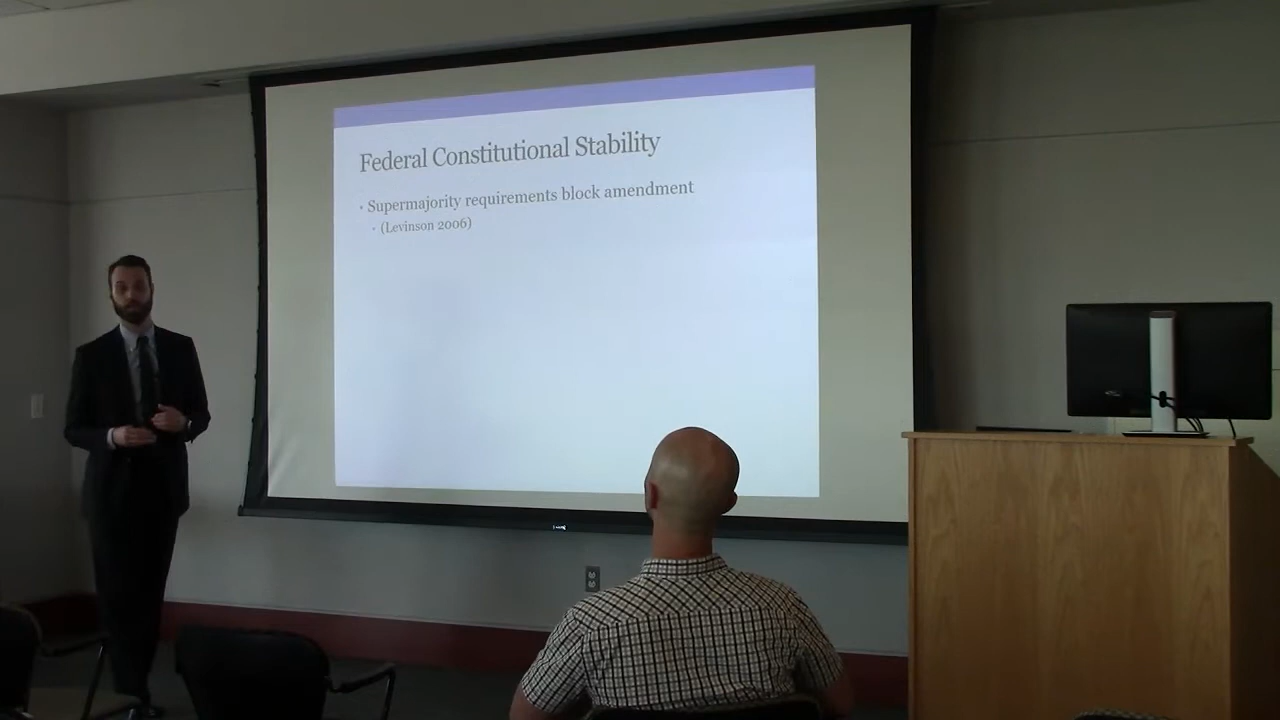 Federal Constitutional Stability
• Supermajority requirements block amendment
• (Levinson 2006)